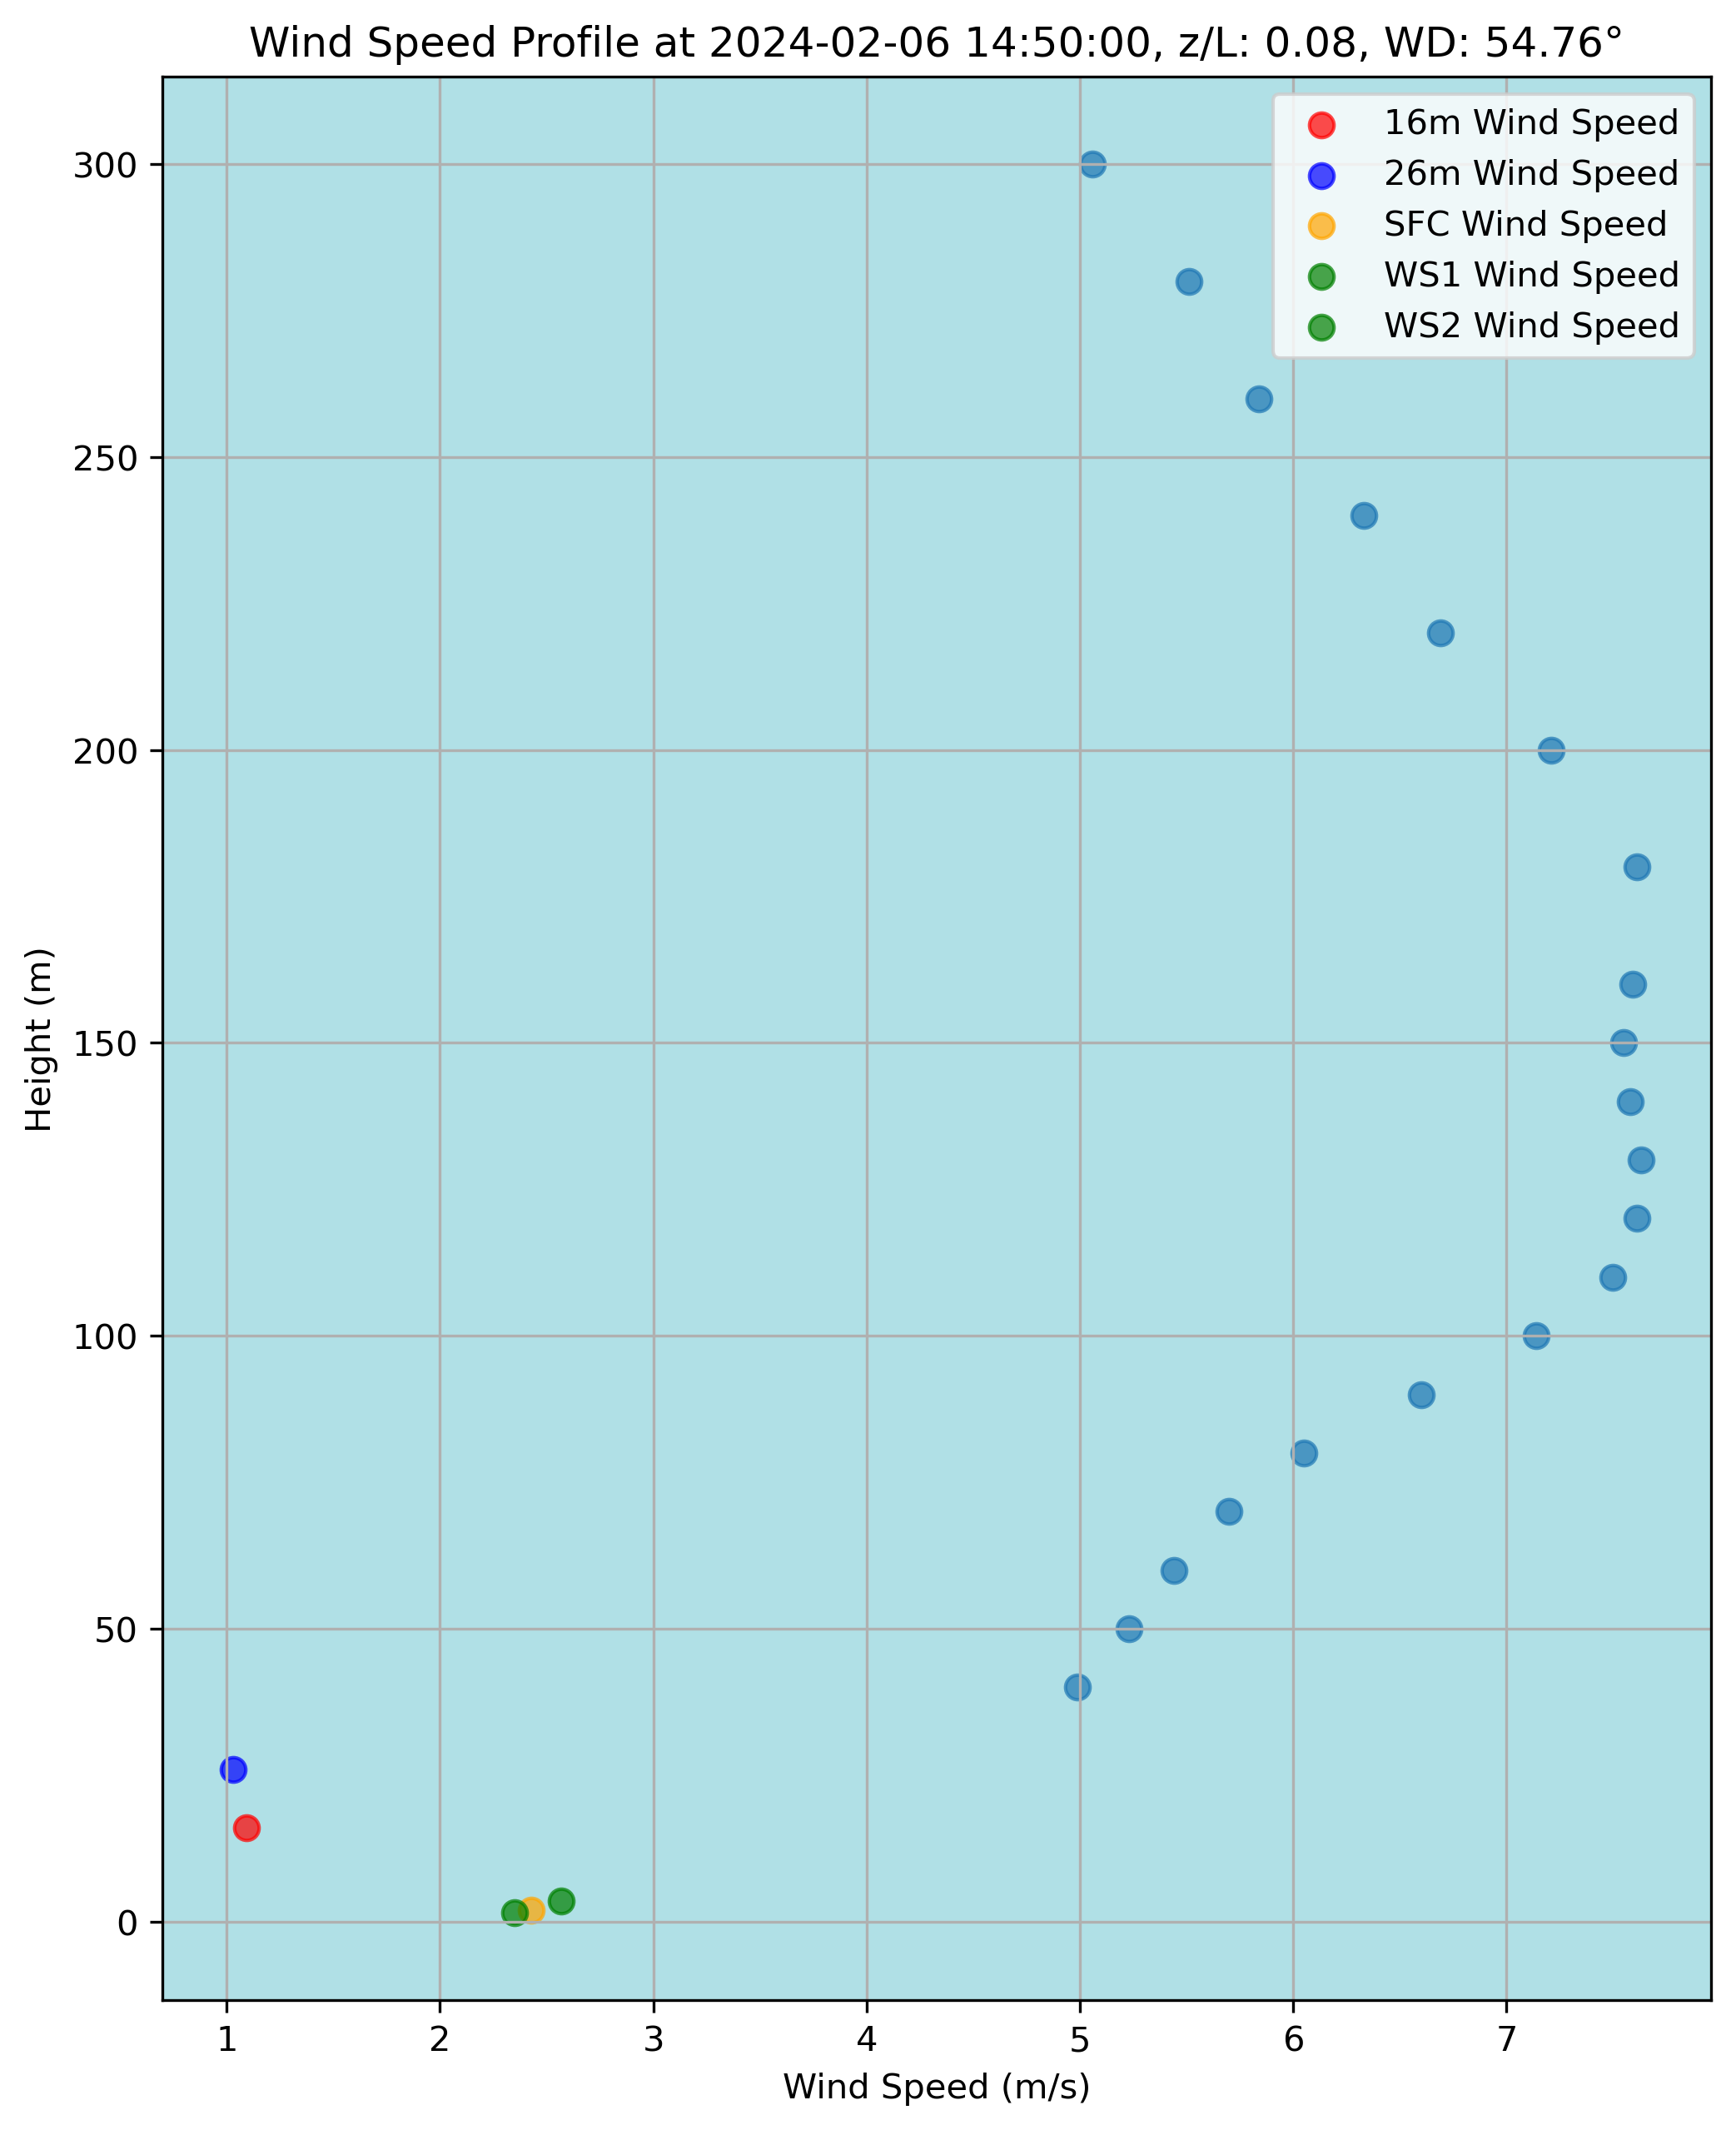 Wind Speed Profile at 2024-02-06 14:50:00, z/L: 0.08, WD: 54.76°
16m Wind Speed
26m Wind Speed
SFC Wind Speed
WS1 Wind Speed
WS2 Wind Speed
Height (m)
300
250
200
150
100
50
0
1 2 3 4 5 6 7
Wind Speed (m/s)